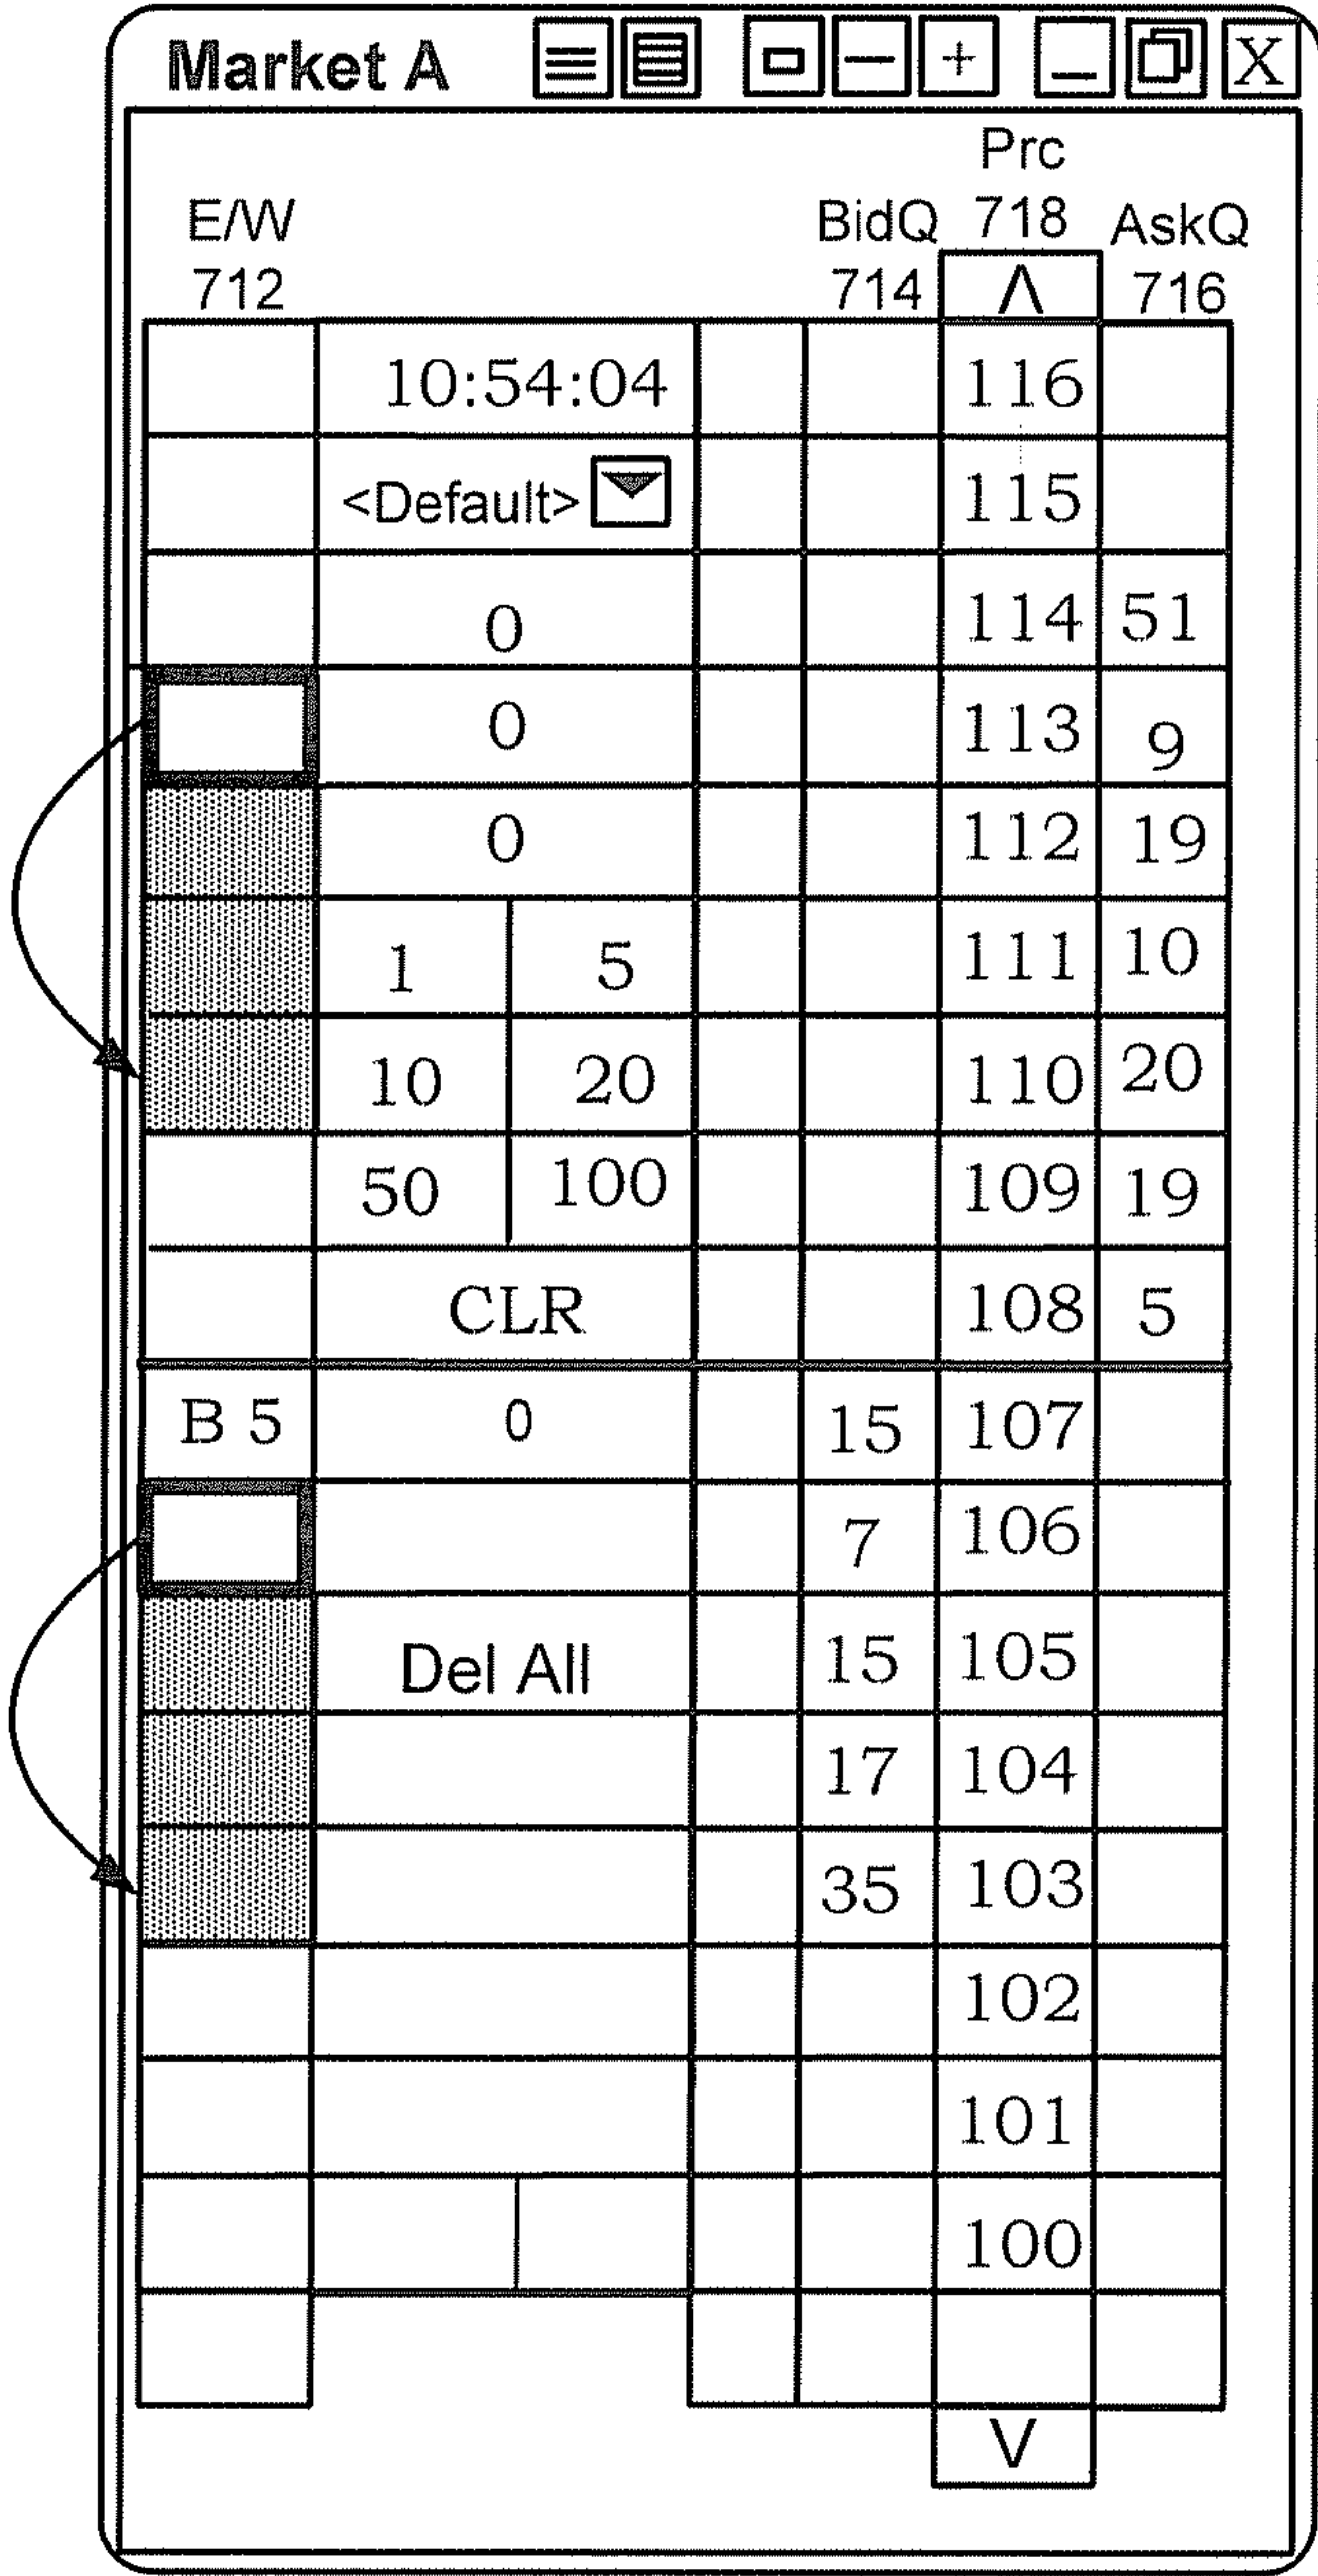 Market A X
Prc
E/W BidQ 718 AskQ
712 714 Λ 716
10:54:04 116
<Default> 115
0 114 51
0 113 9
0 112 19
1 5 111 10
10 20 110 20
50 100 109 19
CLR 108 5
B 5 0 15 107
7 106
Del All 15 105
17 104
35 103
102
101
100
V